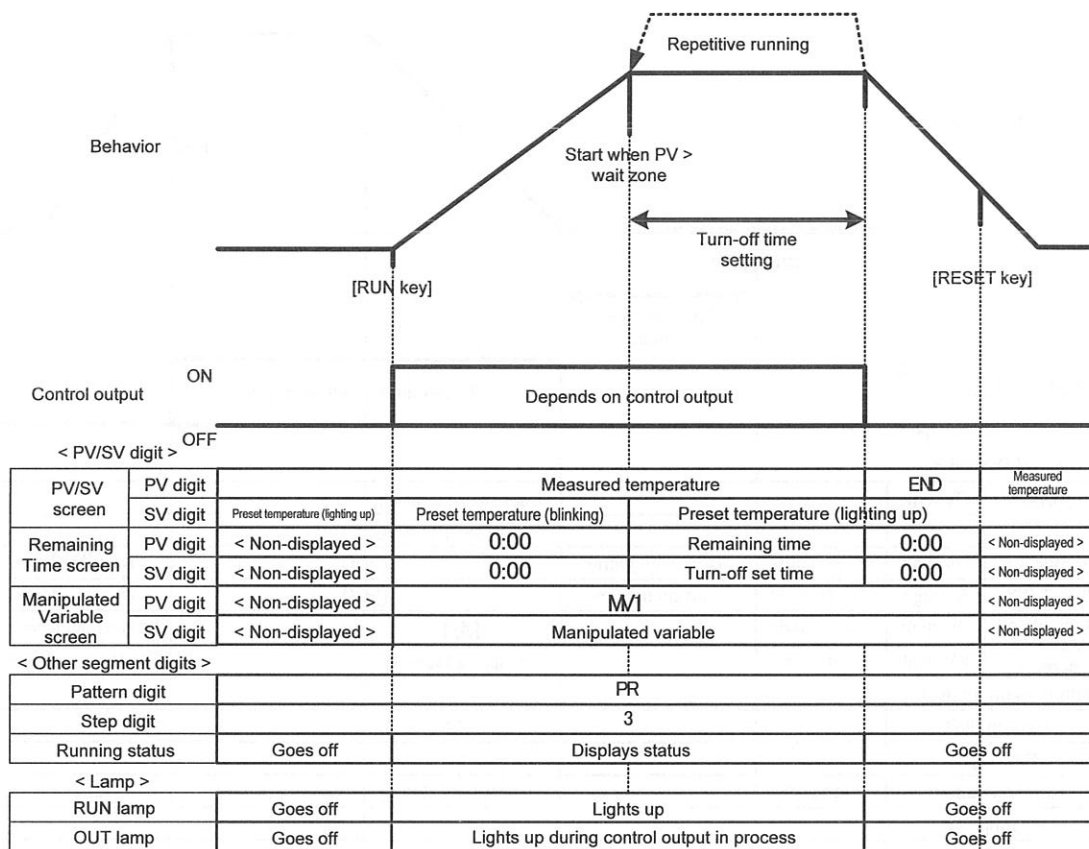 Repetitive running
Behavior
Start when PV >
wait zone
Turn-off time
setting
[RUN key]
[RESET key]
ON
Control output
Depends on control output
OFF
< PV/SV digit >
PV/SV screen PV digit Measured temperature END Measured temperature
SV digit Preset temperature (lighting up) Preset temperature (blinking) Preset temperature (lighting up)
Remaining Time screen PV digit < Non-displayed > 0:00 Remaining time 0:00 < Non-displayed >
SV digit < Non-displayed > 0:00 Turn-off set time 0:00 < Non-displayed >
Manipulated Variable screen PV digit < Non-displayed > MV1 < Non-displayed >
SV digit < Non-displayed > Manipulated variable < Non-displayed >
< Other segment digits >
Pattern digit PR
Step digit 3
Running status Goes off Displays status Goes off
< Lamp >
RUN lamp Goes off Lights up Goes off
OUT lamp Goes off Lights up during control output in process Goes off